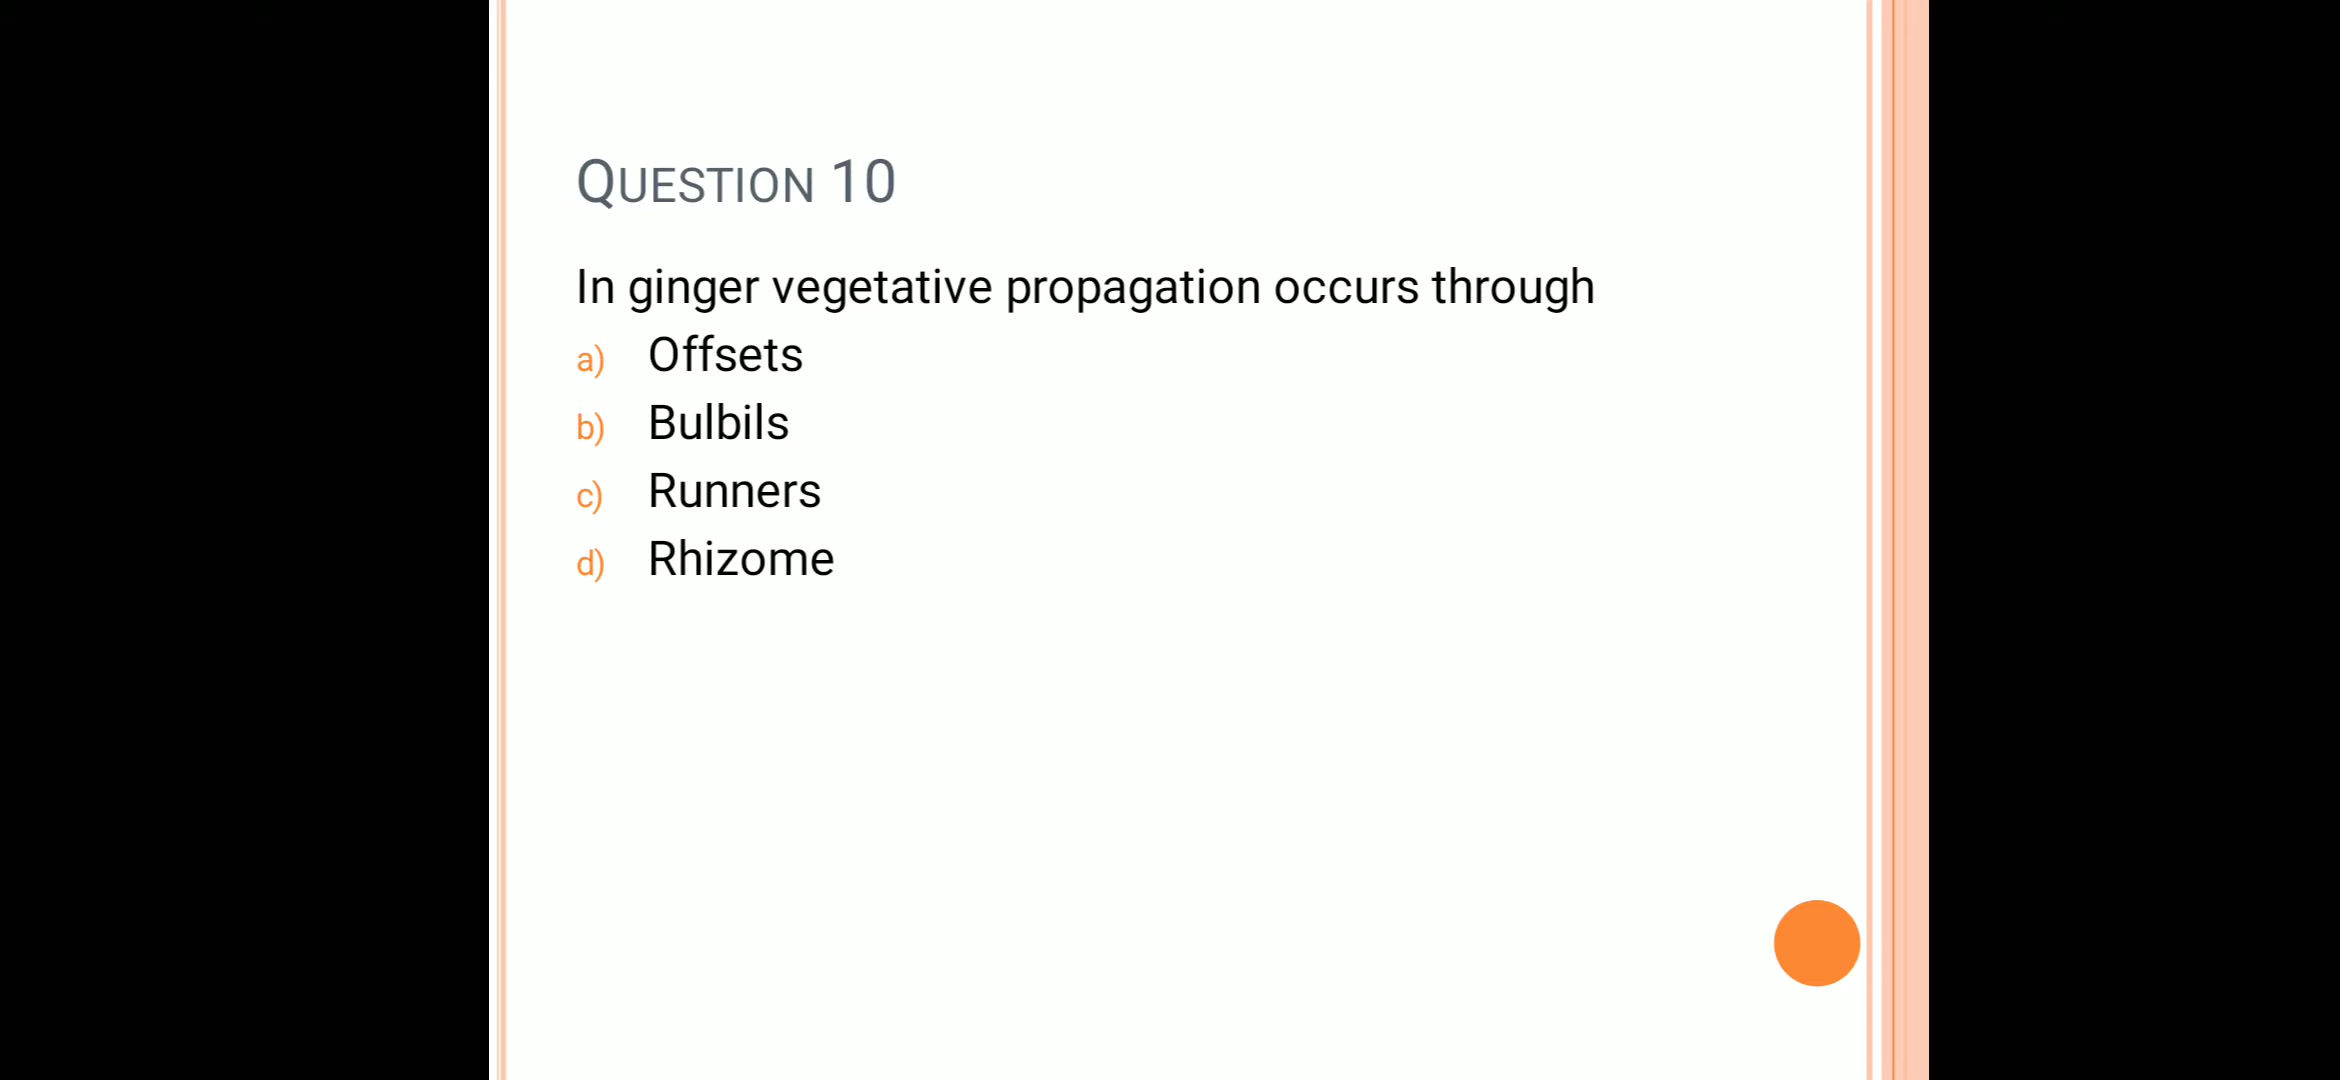 QUESTION 10
In ginger vegetative propagation occurs through
a) Offsets
b) Bulbils
c) Runners
d) Rhizome